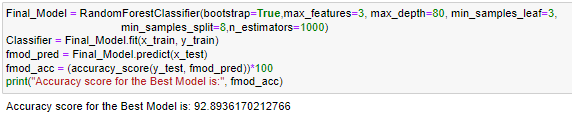 Final_Model = RandomForestClassifier(bootstrap=True,max_features=3, max_depth=80, min_samples_leaf=3,
min_samples_split=8,n_estimators=1000)
Classifier = Final_Model.fit(x_train, y_train)
fmod_pred = Final_Model.predict(x_test)
fmod_acc = (accuracy_score(y_test, fmod_pred))*100
print("Accuracy score for the Best Model is:", fmod_acc)
Accuracy score for the Best Model is: 92.8936170212766